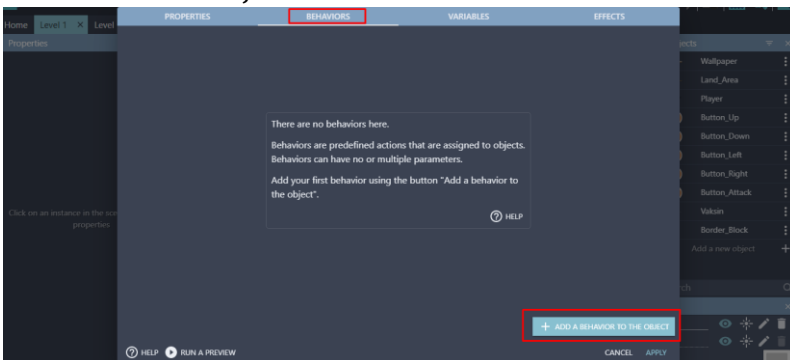 PROPERTIES BEHAVIORS VARIABLES EFFECTS
Home Level 1 × Level
Properties
There are no behaviors here.
Behaviors are predefined actions that are assigned to objects.
Behaviors can have no or multiple parameters.
Add your first behavior using the button "Add a behavior to
the object".
? HELP
Click on an instance in the
properties
Wallpaper
Land_Area
Player
Button_Up
Button_Down
Button_Left
Button_Right
Button_Attack
Vaksin
Border_Block
Add a new object +
+ ADD A BEHAVIOR TO THE OBJECT
? HELP RUN A PREVIEW CANCEL APPLY